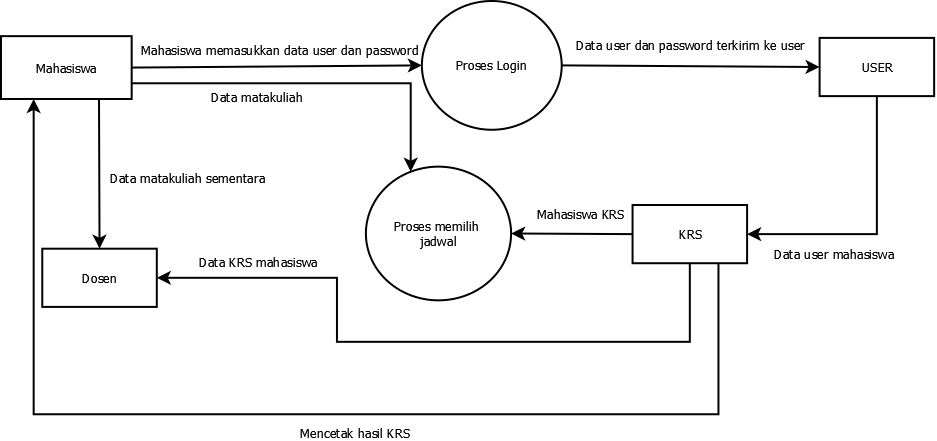 Mahasiswa memasukkan data user dan password
Data user dan password terkirim ke user
Mahasiswa
Proses Login
USER
Data matakuliah
Data matakuliah sementara
Mahasiswa KRS
Proses memilih
jadwal
KRS
Data user mahasiswa
Data KRS mahasiswa
Dosen
Mencetak hasil KRS